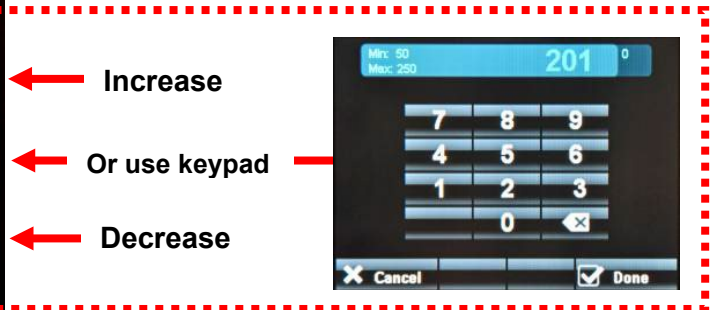 Increase
Or use keypad
Decrease
Min: 50
Max: 250
201
0
7 8 9
4 5 6
1 2 3
0
Cancel
Done